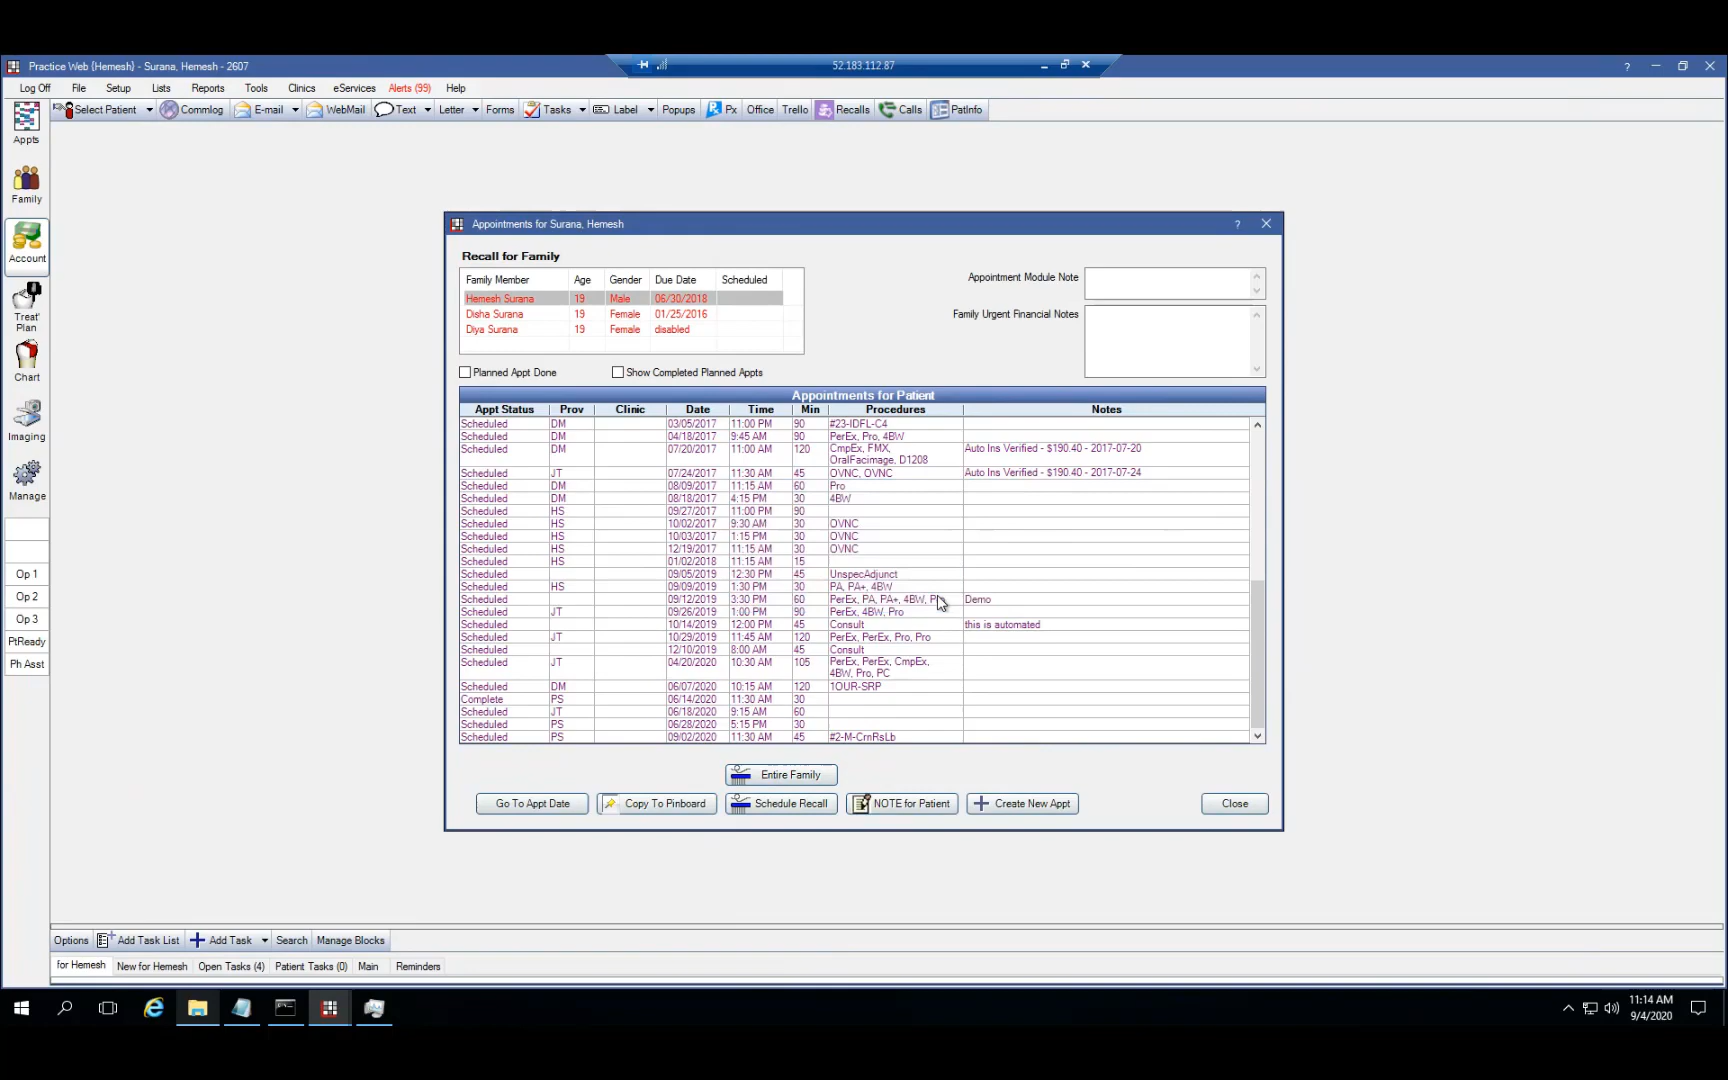 Practice Web {Hemesh} - Surana, Hemesh - 2607
52.183.112.87
?
Log Off File Setup Lists Reports Tools Clinics eServices Alerts (99) Help
Select Patient Commlog E-mail WebMail Text Letter Forms Tasks Label Popups Px Office Trello Recalls Calls PatInfo
Appts
Family
Account
Treat'
Plan
Chart
Imaging
Manage
Op 1
Op 2
Op 3
PtReady
Ph Asst
Appointments for Surana, Hemesh ?
Recall for Family
Family Member Age Gender Due Date Scheduled
Hemesh Surana 19 Male 06/30/2018
Disha Surana 19 Female 01/25/2016
Diya Surana 19 Female disabled
Appointment Module Note
Family Urgent Financial Notes
Planned Appt Done Show Completed Planned Appts
Appointments for Patient
Appt Status Prov Clinic Date Time Min Procedures Notes
Scheduled DM 03/05/2017 11:00 PM 90 #23-IDFL-C4
Scheduled DM 04/18/2017 9:45 AM 90 PerEx, Pro, 4BW
Scheduled DM 07/20/2017 11:00 AM 120 CmpEx, FMX, Auto Ins Verified - $190.40 - 2017-07-20
OralFacimage, D1208
Scheduled JT 07/24/2017 11:30 AM 45 OVNC, OVNC Auto Ins Verified - $190.40 - 2017-07-24
Scheduled DM 08/09/2017 11:15 AM 60 Pro
Scheduled DM 08/18/2017 4:15 PM 30 4BW
Scheduled HS 09/27/2017 11:00 PM 90
Scheduled HS 10/02/2017 9:30 AM 30 OVNC
Scheduled HS 10/03/2017 1:15 PM 30 OVNC
Scheduled HS 12/19/2017 11:15 AM 30 OVNC
Scheduled HS 01/02/2018 11:15 AM 15
Scheduled 09/05/2019 12:30 PM 45 UnspecAdjunct
Scheduled HS 09/09/2019 1:30 PM 30 PA, PA+, 4BW
Scheduled 09/12/2019 3:30 PM 60 PerEx, PA, PA+, 4BW, Demo
Scheduled JT 09/26/2019 1:00 PM 90 PerEx, 4BW, Pro
Scheduled 10/14/2019 12:00 PM 45 Consult this is automated
Scheduled JT 10/29/2019 11:45 AM 120 PerEx, PerEx, Pro, Pro
Scheduled 12/10/2019 8:00 AM 45 Consult
Scheduled JT 04/20/2020 10:30 AM 105 PerEx, PerEx, CmpEx,
4BW, Pro, PC
Scheduled DM 06/07/2020 10:15 AM 120 1OUR-SRP
Complete PS 06/14/2020 11:30 AM 30
Scheduled JT 06/18/2020 9:15 AM 60
Scheduled PS 06/28/2020 5:15 PM 30
Scheduled PS 09/02/2020 11:30 AM 45 #2-M-CrnRsLb
Entire Family
Go To Appt Date Copy To Pinboard Schedule Recall NOTE for Patient Create New Appt Close
Options Add Task List Add Task Search Manage Blocks
for Hemesh New for Hemesh Open Tasks (4) Patient Tasks (0) Main Reminders
11:14 AM
9/4/2020